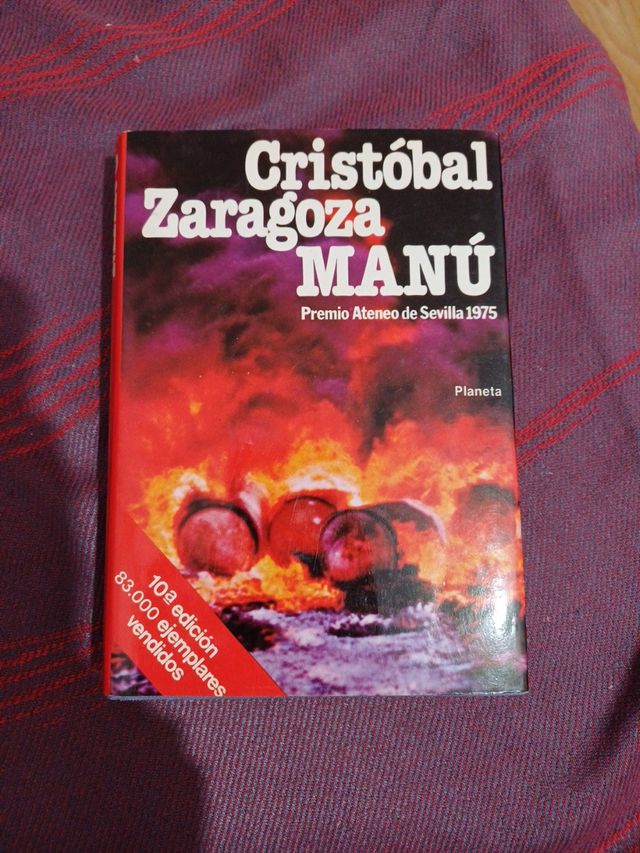 Cristóbal
Zaragoza
MANÚ
Premio Ateneo de Sevilla 1975
Planeta
10ª edición
83.000 ejemplares
vendidos